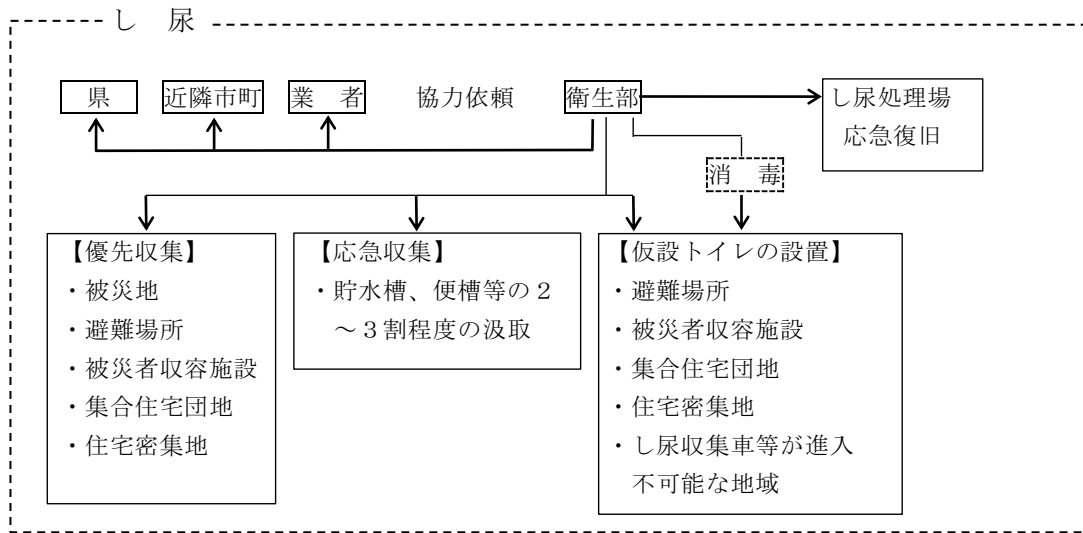 し　尿
県　近隣市町　業　者　協力依頼　衛生部
し尿処理場
応急復旧
消　毒
【優先収集】
・被災地
・避難場所
・被災者収容施設
・集合住宅団地
・住宅密集地
【応急収集】
・貯水槽、便槽等の２
～３割程度の汲取
【仮設トイレの設置】
・避難場所
・被災者収容施設
・集合住宅団地
・住宅密集地
・し尿収集車等が進入
不可能な地域